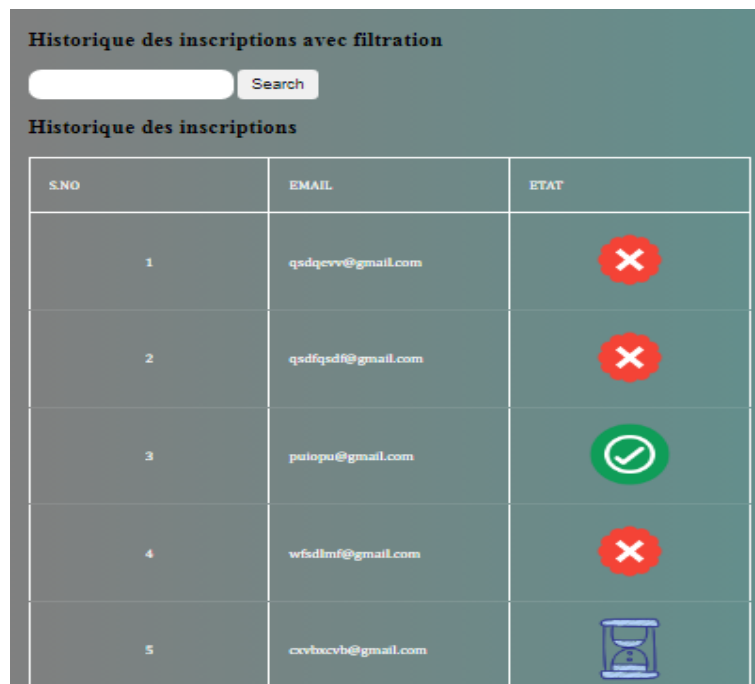 Historique des inscriptions avec filtration
Search
Historique des inscriptions
S.NO EMAIL ETAT
1 qsdqevv@gmail.com
2 qsdfqsdf@gmail.com
3 puiopu@gmail.com
4 wfsdlmf@gmail.com
5 cxvbxcvb@gmail.com